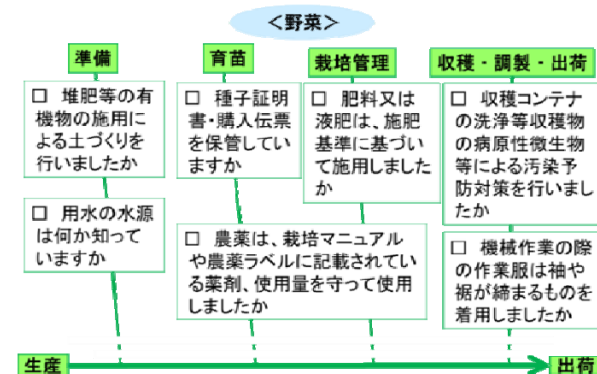 ＜野菜＞
準備
育苗
栽培管理
収穫・調製・出荷
□ 堆肥等の有
機物の施用
による土づくりを
行いましたか
□ 用水の水源
は何か知って
いますか
□ 種子証明
書・購入伝票
を保管してい
ますか
□ 肥料又は
液肥は、施肥
基準に基づい
て施用しました
か
□ 農薬は、栽培マニュアル
や農薬ラベルに記載されてい
る薬剤、使用量を守って使用
しましたか
□ 収穫コンテナ
の洗浄等収穫物
の病原性微生物
等による汚染予
防対策を行いまし
たか
□ 機械作業の際
の作業服は袖や
裾が締まるものを
着用しましたか
生産
出荷